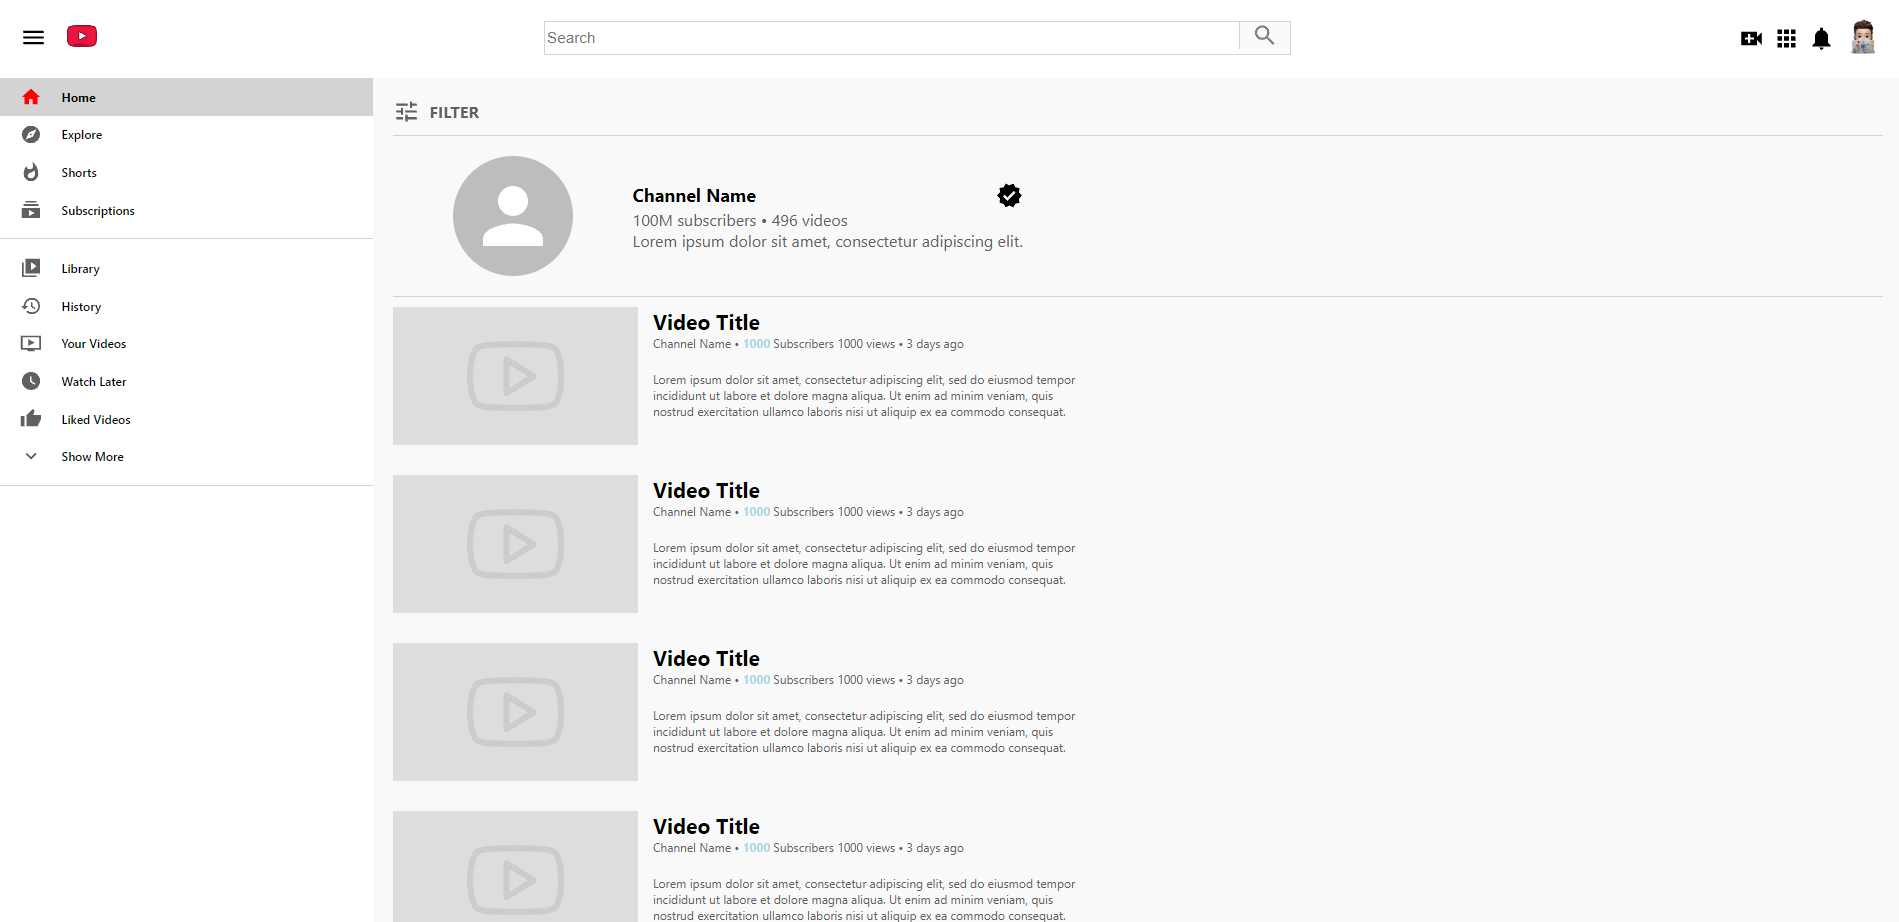 Search
Home
Explore
Shorts
Subscriptions
Library
History
Your Videos
Watch Later
Liked Videos
Show More
FILTER
Channel Name
100M subscribers • 496 videos
Lorem ipsum dolor sit amet, consectetur adipiscing elit.
Video Title
Channel Name • 1000 Subscribers 1000 views • 3 days ago
Lorem ipsum dolor sit amet, consectetur adipiscing elit, sed do eiusmod tempor
incididunt ut labore et dolore magna aliqua. Ut enim ad minim veniam, quis
nostrud exercitation ullamco laboris nisi ut aliquip ex ea commodo consequat.
Video Title
Channel Name • 1000 Subscribers 1000 views • 3 days ago
Lorem ipsum dolor sit amet, consectetur adipiscing elit, sed do eiusmod tempor
incididunt ut labore et dolore magna aliqua. Ut enim ad minim veniam, quis
nostrud exercitation ullamco laboris nisi ut aliquip ex ea commodo consequat.
Video Title
Channel Name • 1000 Subscribers 1000 views • 3 days ago
Lorem ipsum dolor sit amet, consectetur adipiscing elit, sed do eiusmod tempor
incididunt ut labore et dolore magna aliqua. Ut enim ad minim veniam, quis
nostrud exercitation ullamco laboris nisi ut aliquip ex ea commodo consequat.
Video Title
Channel Name • 1000 Subscribers 1000 views • 3 days ago
Lorem ipsum dolor sit amet, consectetur adipiscing elit, sed do eiusmod tempor
incididunt ut labore et dolore magna aliqua. Ut enim ad minim veniam, quis
nostrud exercitation ullamco laboris nisi ut aliquip ex ea commodo consequat.